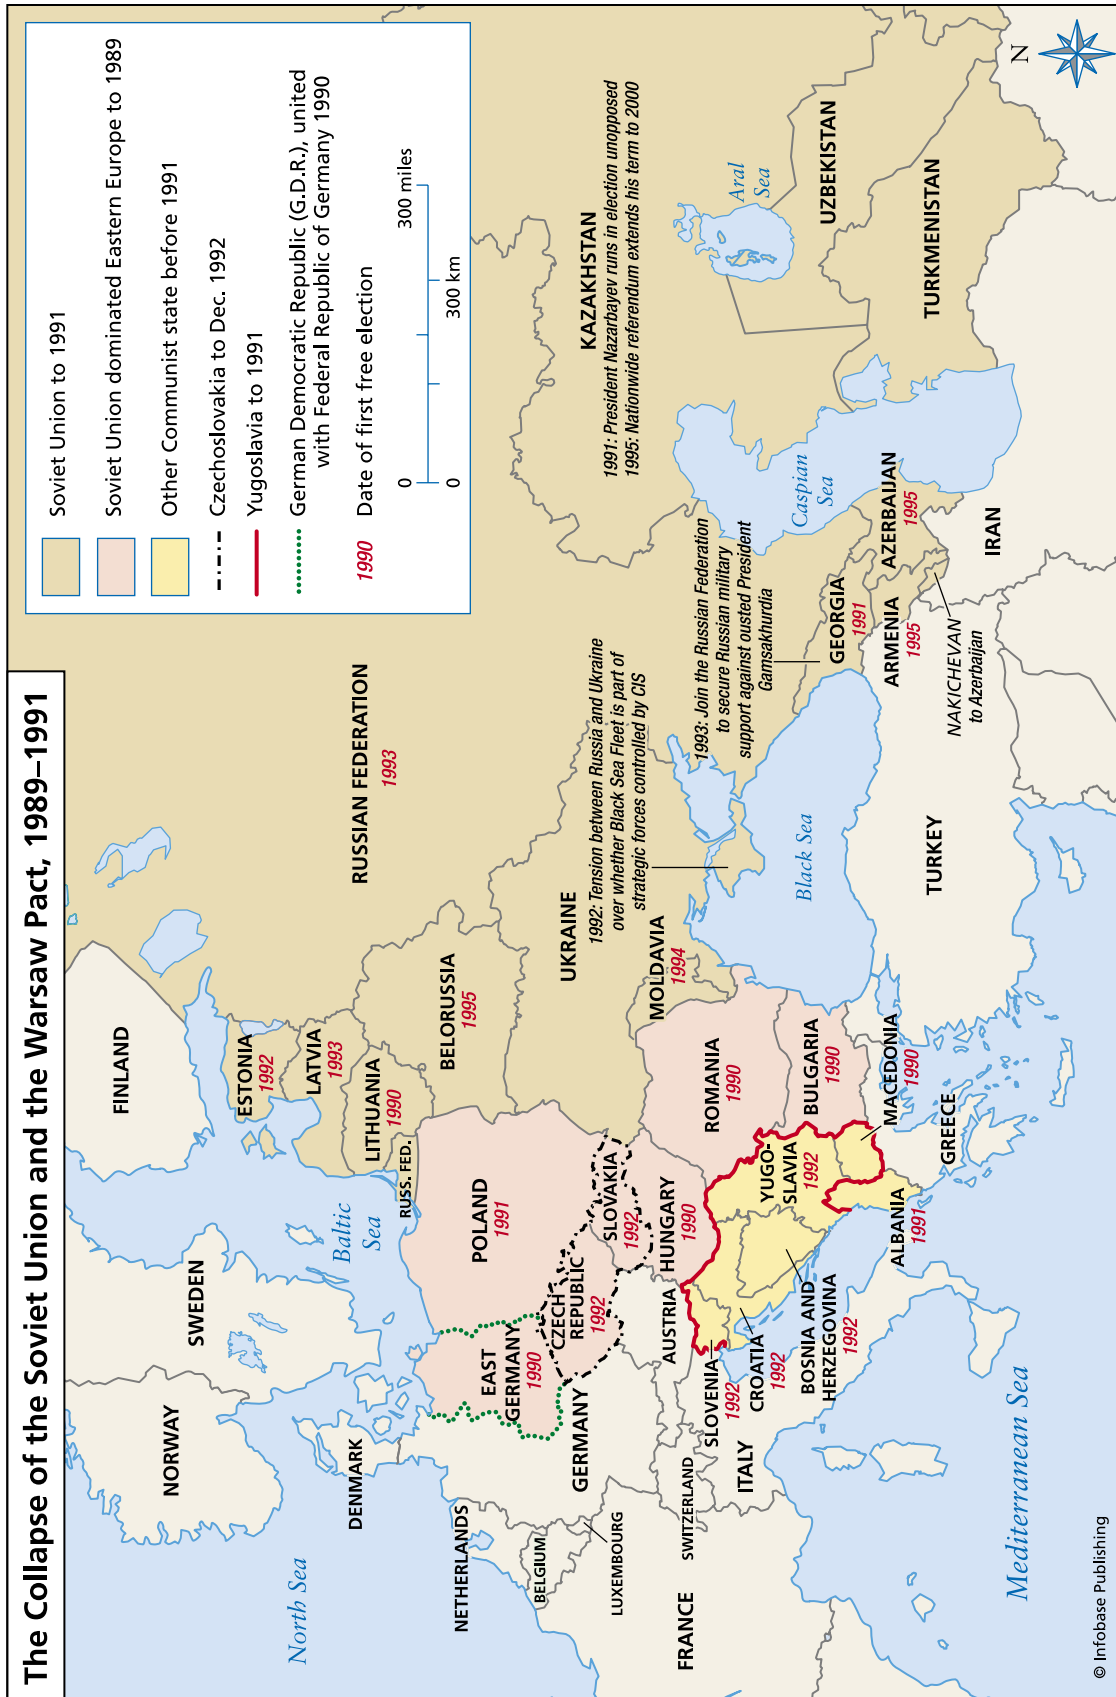 The Collapse of the Soviet Union and the Warsaw Pact, 1989–1991
Soviet Union to 1991
Soviet Union dominated Eastern Europe to 1989
Other Communist state before 1991
Czechoslovakia to Dec. 1992
Yugoslavia to 1991
German Democratic Republic (G.D.R.), united
with Federal Republic of Germany 1990
1990 Date of first free election
0 300 miles
0 300 km
N
NORWAY
SWEDEN
FINLAND
DENMARK
North Sea
Baltic
Sea
ESTONIA
1992
LATVIA
1993
LITHUANIA
1990
RUSS. FED.
BELORUSSIA
1995
RUSSIAN FEDERATION
1993
NETHERLANDS
BELGIUM
LUXEMBOURG
GERMANY
EAST
GERMANY
1990
POLAND
1991
CZECH
REPUBLIC
1992
SLOVAKIA
1992
UKRAINE
1992: Tension between Russia and Ukraine
over whether Black Sea Fleet is part of
strategic forces controlled by CIS
KAZAKHSTAN
1991: President Nazarbayev runs in election unopposed
1995: Nationwide referendum extends his term to 2000
FRANCE
SWITZERLAND
AUSTRIA
HUNGARY
1990
MOLDAVIA
1994
ROMANIA
1990
1993: Join the Russian Federation
to secure Russian military
support against ousted President
Gamsakhurdia
Aral
Sea
UZBEKISTAN
TURKMENISTAN
ITALY
SLOVENIA
1992
CROATIA
1992
BOSNIA AND
HERZEGOVINA
1992
YUGO-
SLAVIA
1992
BULGARIA
1990
Black Sea
GEORGIA
1991
Caspian
Sea
ALBANIA
1991
MACEDONIA
1990
GREECE
TURKEY
ARMENIA
1995
AZERBAIJAN
1995
NAKICHEVAN
to Azerbaijan
IRAN
Mediterranean Sea
© Infobase Publishing